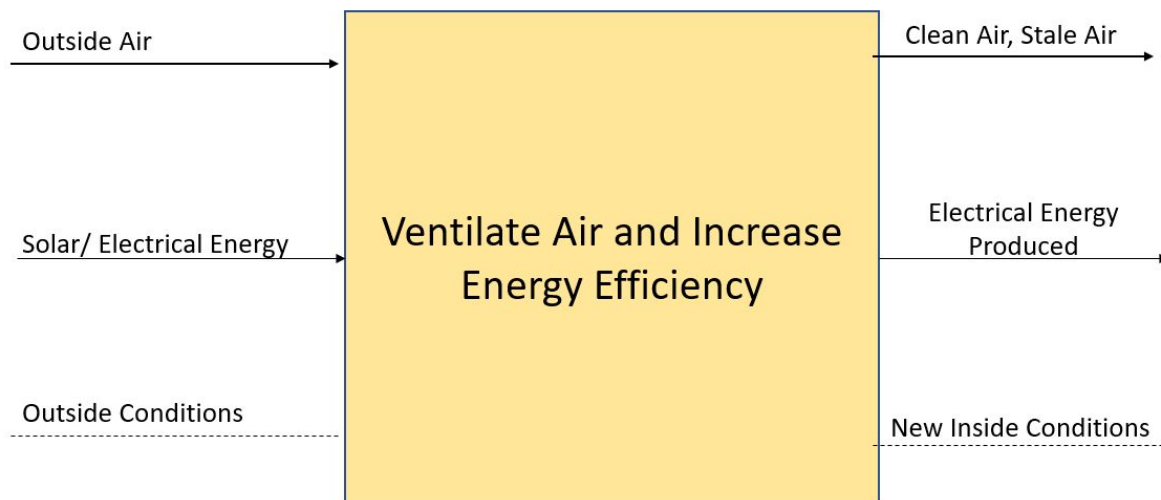 Outside Air
Clean Air, Stale Air
Solar/ Electrical Energy
Ventilate Air and Increase
Energy Efficiency
Electrical Energy
Produced
Outside Conditions
New Inside Conditions